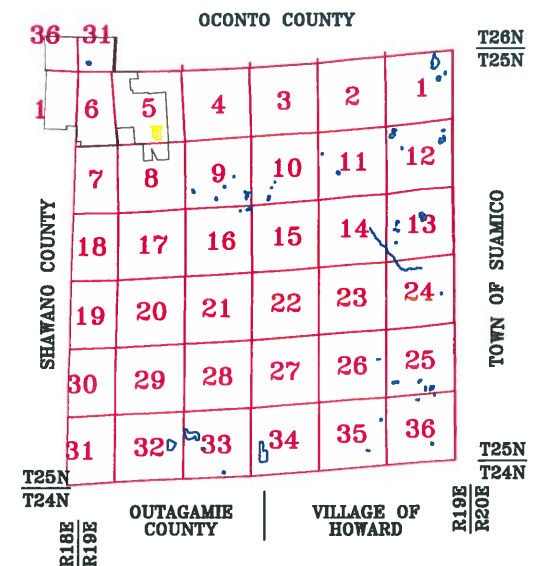 OCONTO COUNTY
36 31
T26N
T25N
1 6 5 4 3 2 1
7 8 9 10 11 12
18 17 16 15 14 13
19 20 21 22 23 24
30 29 28 27 26 25
31 32 33 34 35 36
SHAWANO COUNTY
TOWN OF SUAMICO
T25N
T24N
T25N
T24N
OUTAGAMIE
COUNTY
VILLAGE OF
HOWARD
R18E
R19E
R19E
R20E